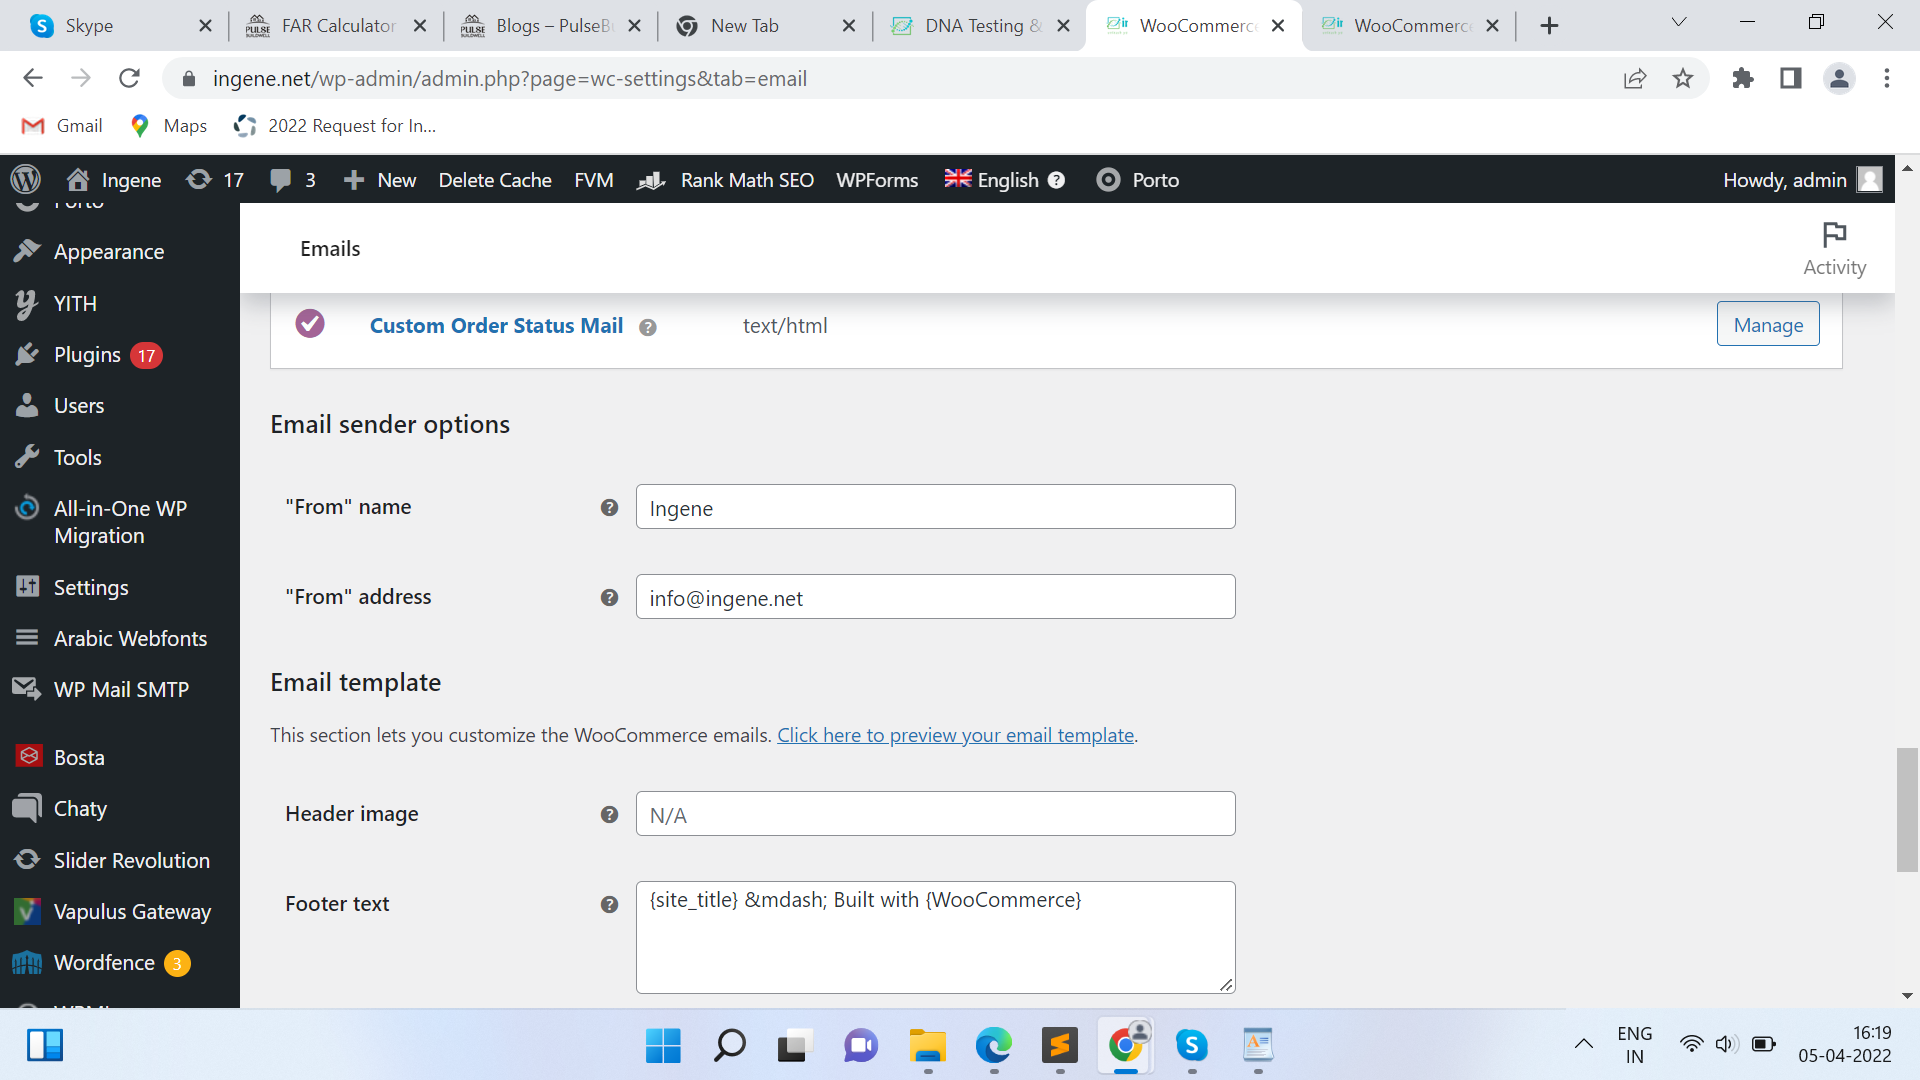 Skype
FAR Calculator
Blogs – PulseBu
New Tab
DNA Testing &
WooCommerce
WooCommerce
ingene.net/wp-admin/admin.php?page=wc-settings&tab=email
Gmail
Maps
2022 Request for In...
Ingene
17
3
New
Delete Cache
FVM
Rank Math SEO
WPForms
English
Porto
Howdy, admin
Porto
Appearance
YITH
Plugins 17
Users
Tools
All-in-One WP
Migration
Settings
Arabic Webfonts
WP Mail SMTP
Bosta
Chaty
Slider Revolution
Vapulus Gateway
Wordfence 3
Emails
Activity
Custom Order Status Mail
text/html
Manage
Email sender options
"From" name
Ingene
"From" address
info@ingene.net
Email template
This section lets you customize the WooCommerce emails. Click here to preview your email template.
Header image
N/A
Footer text
{site_title} &mdash; Built with {WooCommerce}
ENG
IN
16:19
05-04-2022